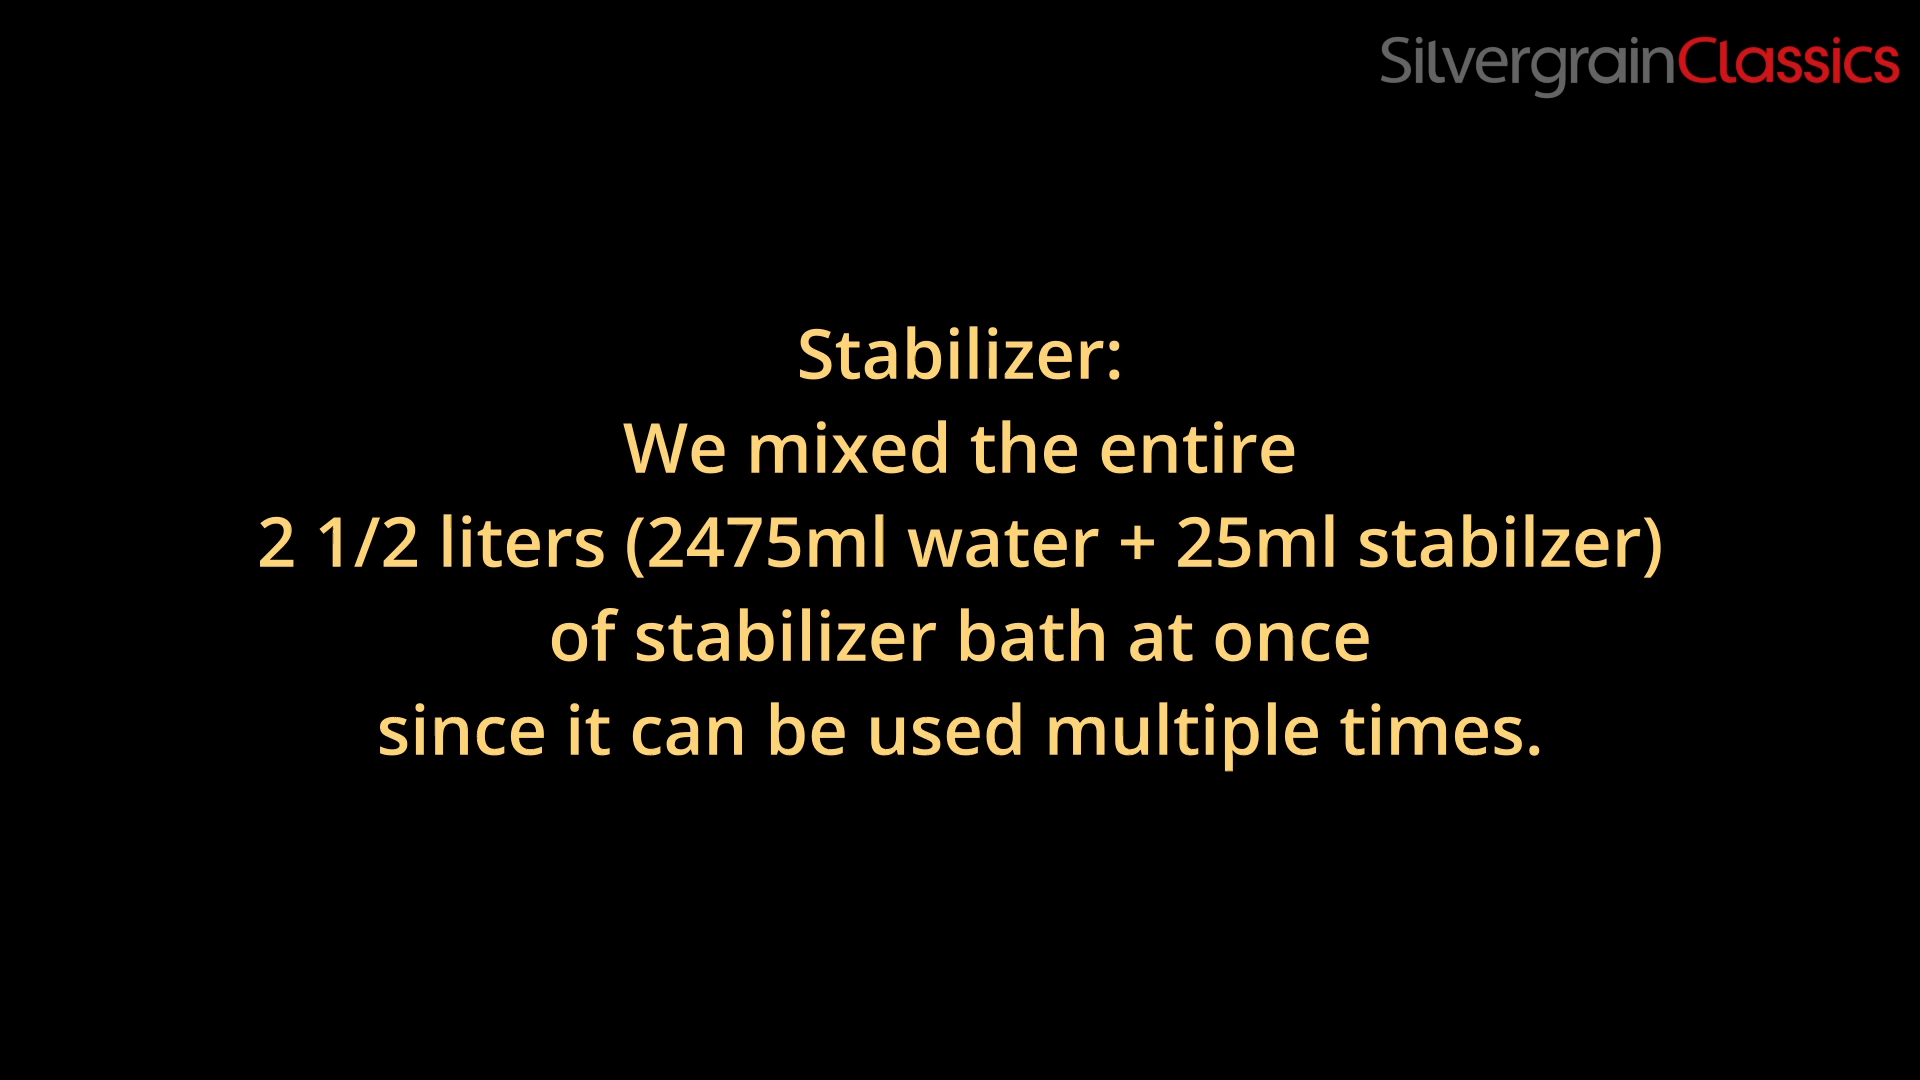 SilvergrainClassics
Stabilizer:
We mixed the entire
2 1/2 liters (2475ml water + 25ml stabilzer)
of stabilizer bath at once
since it can be used multiple times.